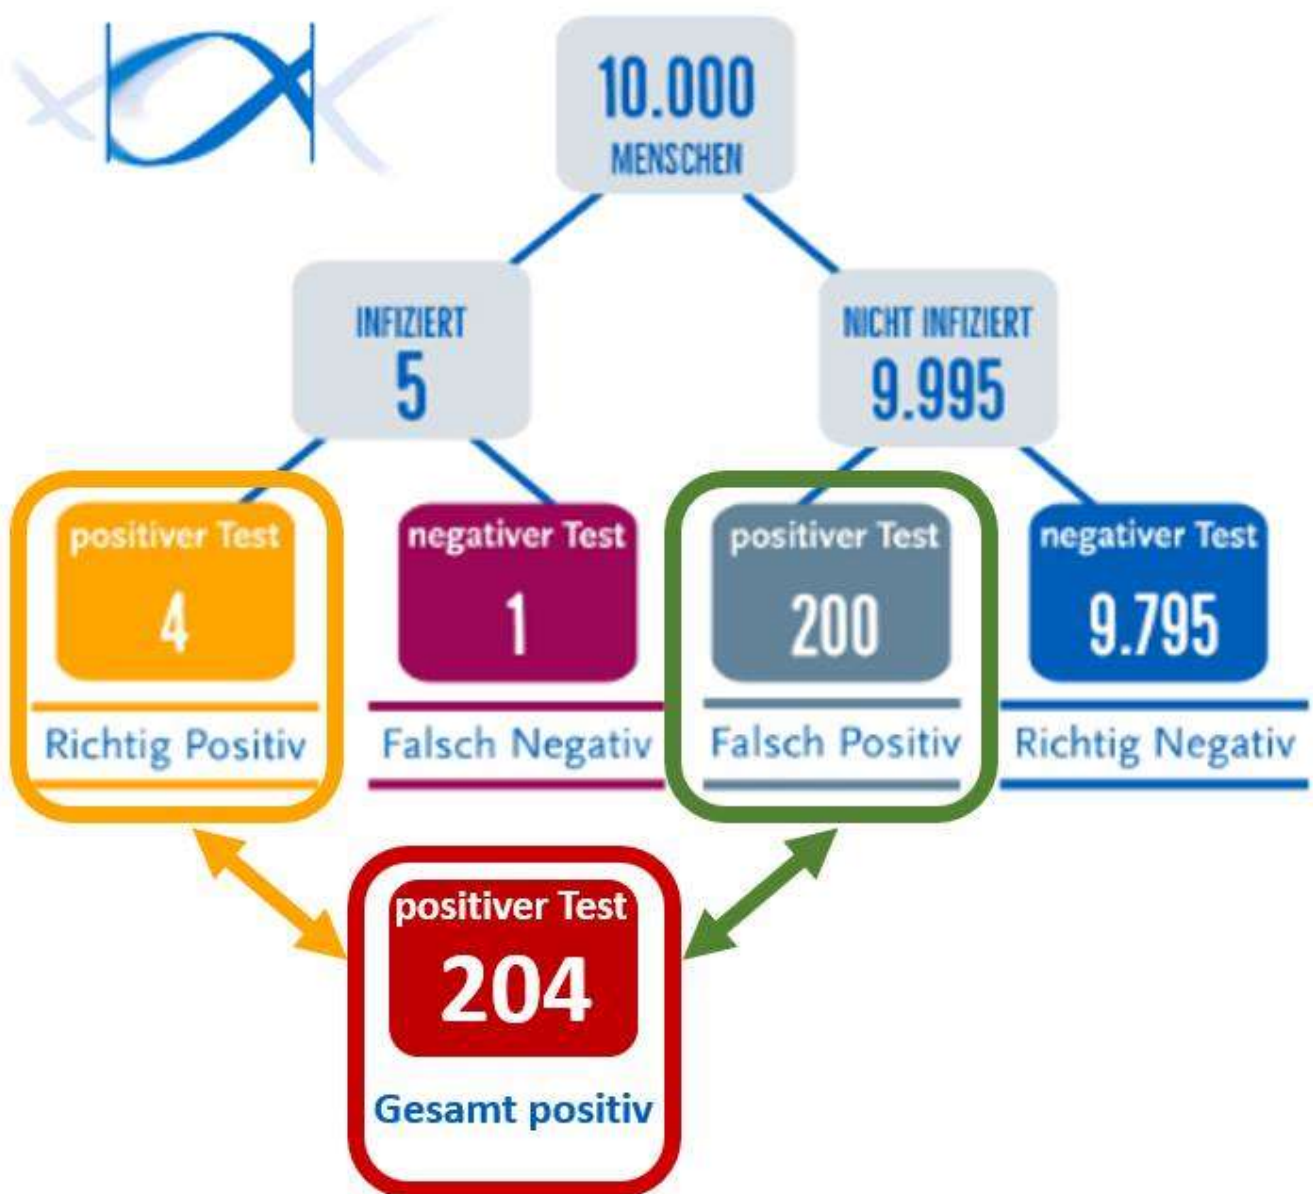 10.000
MENSCHEN
INFIZIERT
5
NICHT INFIZIERT
9.995
positiver Test
4
Richtig Positiv
negativer Test
1
Falsch Negativ
positiver Test
200
Falsch Positiv
negativer Test
9.795
Richtig Negativ
positiver Test
204
Gesamt positiv